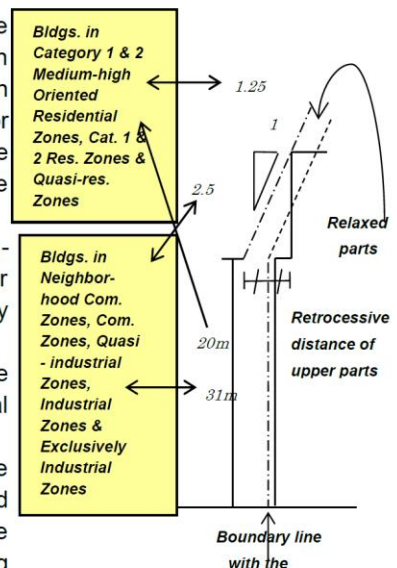 Bldgs. in
Category 1 & 2
Medium-high
Oriented
Residential
Zones, Cat. 1 &
2 Res. Zones &
Quasi-res.
Zones
1.25
1
2.5
Relaxed
parts
Bldgs. in
Neighbor-
hood Com.
Zones, Com.
Zones, Quasi
- industrial
Zones,
Industrial
Zones &
Exclusively
Industrial
Zones
Retrocessive
distance of
upper parts
20m
31m
Boundary line
with the